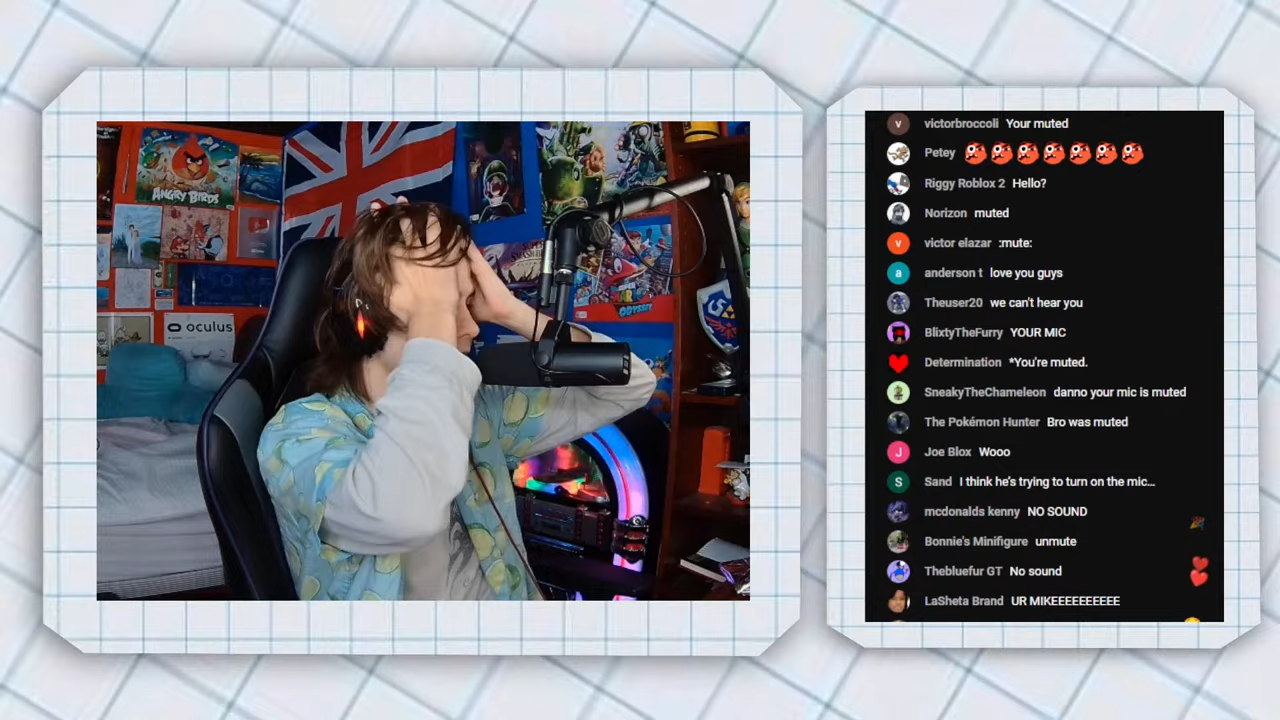 ANGRY BIRDS
oculus
SUPER
ODYSSEY
victorbroccoli Your muted
Petey
Riggy Roblox 2 Hello?
Norizon muted
victor elazar :mute:
anderson t love you guys
Theuser20 we can't hear you
BlixtyTheFurry YOUR MIC
Determination *You're muted.
SneakyTheChameleon danno your mic is muted
The Pokémon Hunter Bro was muted
Joe Blox Wooo
Sand I think he's trying to turn on the mic...
mcdonalds kenny NO SOUND
Bonnie's Minifigure unmute
Thebluefur GT No sound
LaSheta Brand UR MIKEEEEEEEEEE